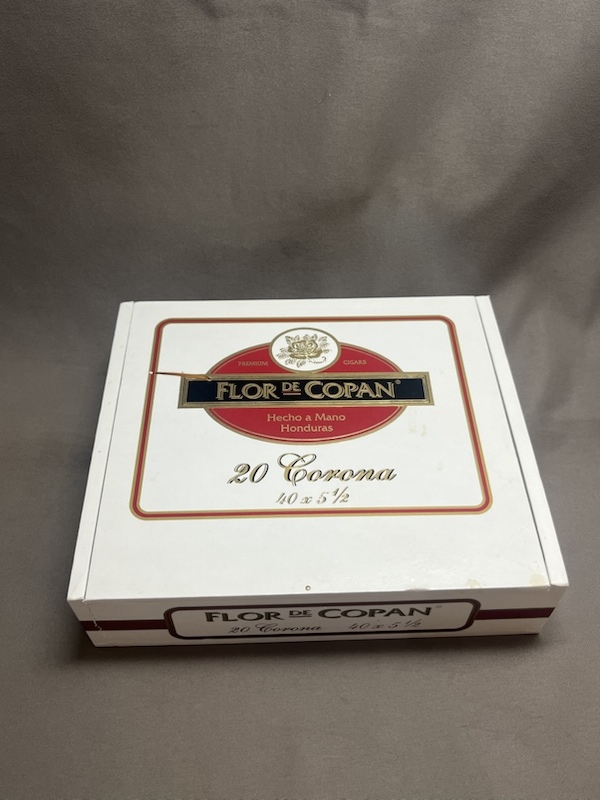 PREMIUM CIGARS
FLOR DE COPAN®
Hecho a Mano
Honduras
20 Corona
40 x 5 1/2
FLOR DE COPAN®
20 Corona 40 x 5 1/2